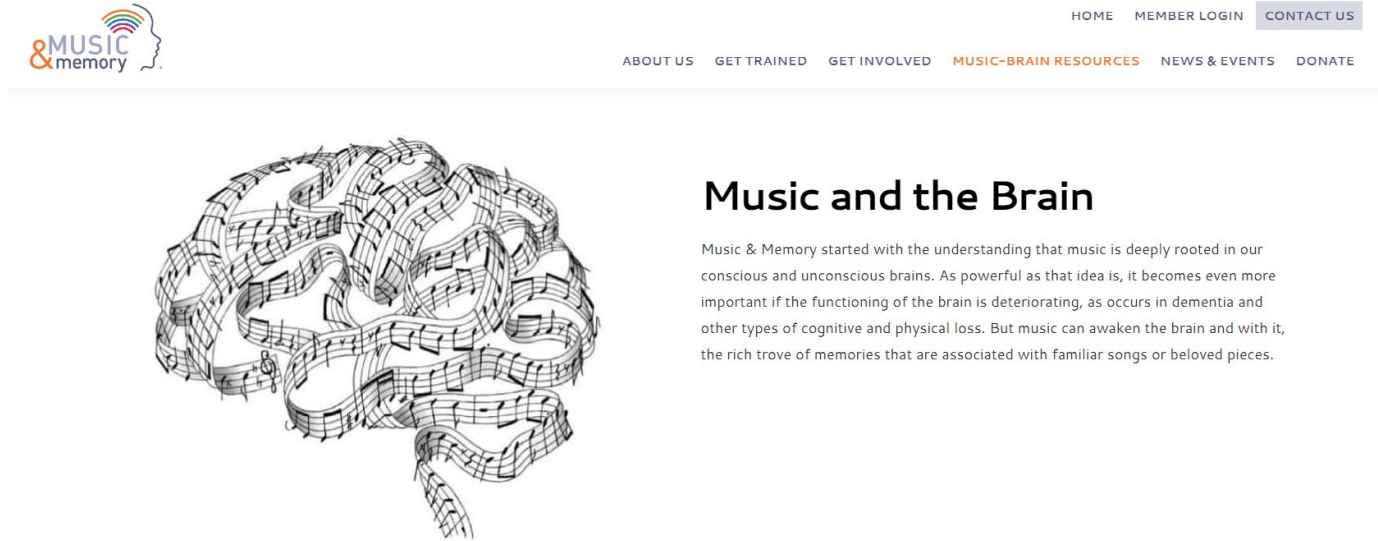 HOME MEMBER LOGIN CONTACT US
&MUSIC
memory
ABOUT US GET TRAINED GET INVOLVED MUSIC-BRAIN RESOURCES NEWS & EVENTS DONATE
Music and the Brain
Music & Memory started with the understanding that music is deeply rooted in our
conscious and unconscious brains. As powerful as that idea is, it becomes even more
important if the functioning of the brain is deteriorating, as occurs in dementia and
other types of cognitive and physical loss. But music can awaken the brain and with it,
the rich trove of memories that are associated with familiar songs or beloved pieces.